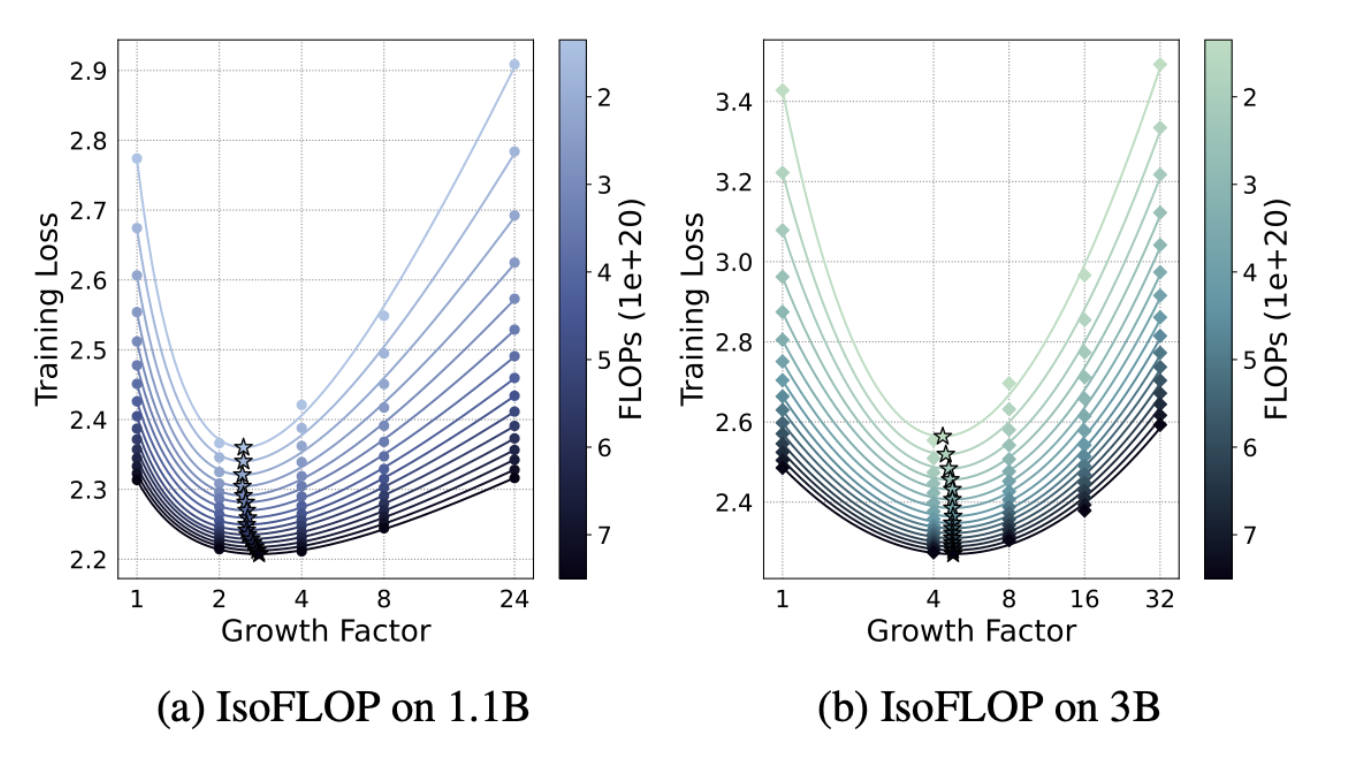 2.9
2.8
2.7
2.6
2.5
2.4
2.3
2.2
Training Loss
1 2 4 8 24
Growth Factor
2
3
4
5
6
7
FLOPs (1e+20)
(a) IsoFLOP on 1.1B
3.4
3.2
3.0
2.8
2.6
2.4
Training Loss
1 4 8 16 32
Growth Factor
2
3
4
5
6
7
FLOPs (1e+20)
(b) IsoFLOP on 3B